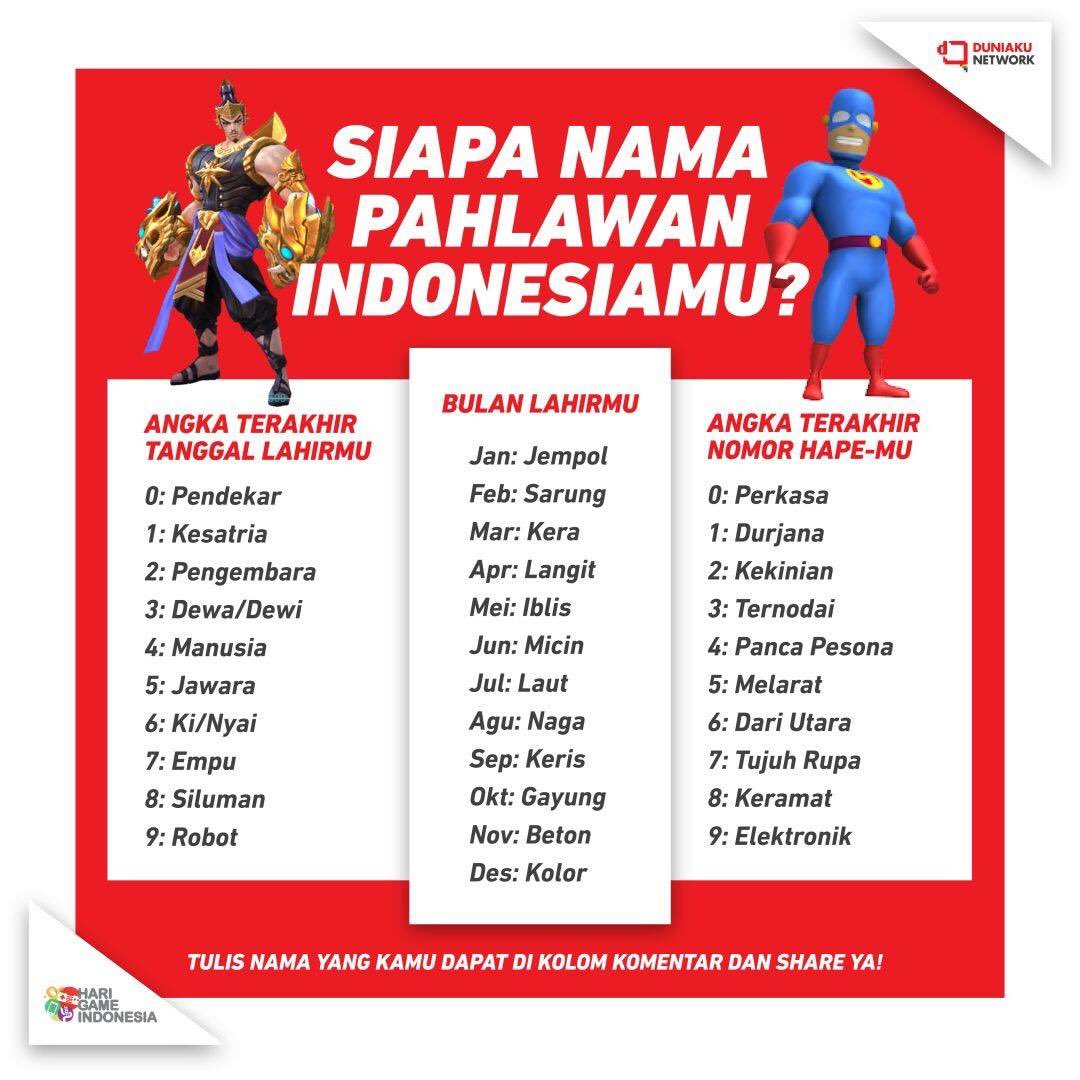 DUNIAKU
NETWORK
SIAPA NAMA
PAHLAWAN
INDONESIAMU?
ANGKA TERAKHIR
TANGGAL LAHIRMU
0: Pendekar
1: Kesatria
2: Pengembara
3: Dewa/Dewi
4: Manusia
5: Jawara
6: Ki/Nyai
7: Empu
8: Siluman
9: Robot
BULAN LAHIRMU
Jan: Jempol
Feb: Sarung
Mar: Kera
Apr: Langit
Mei: Iblis
Jun: Micin
Jul: Laut
Agu: Naga
Sep: Keris
Okt: Gayung
Nov: Beton
Des: Kolor
ANGKA TERAKHIR
NOMOR HAPE-MU
0: Perkasa
1: Durjana
2: Kekinian
3: Ternodai
4: Panca Pesona
5: Melarat
6: Dari Utara
7: Tujuh Rupa
8: Keramat
9: Elektronik
TULIS NAMA YANG KAMU DAPAT DI KOLOM KOMENTAR DAN SHARE YA!
HARI
GAME
INDONESIA